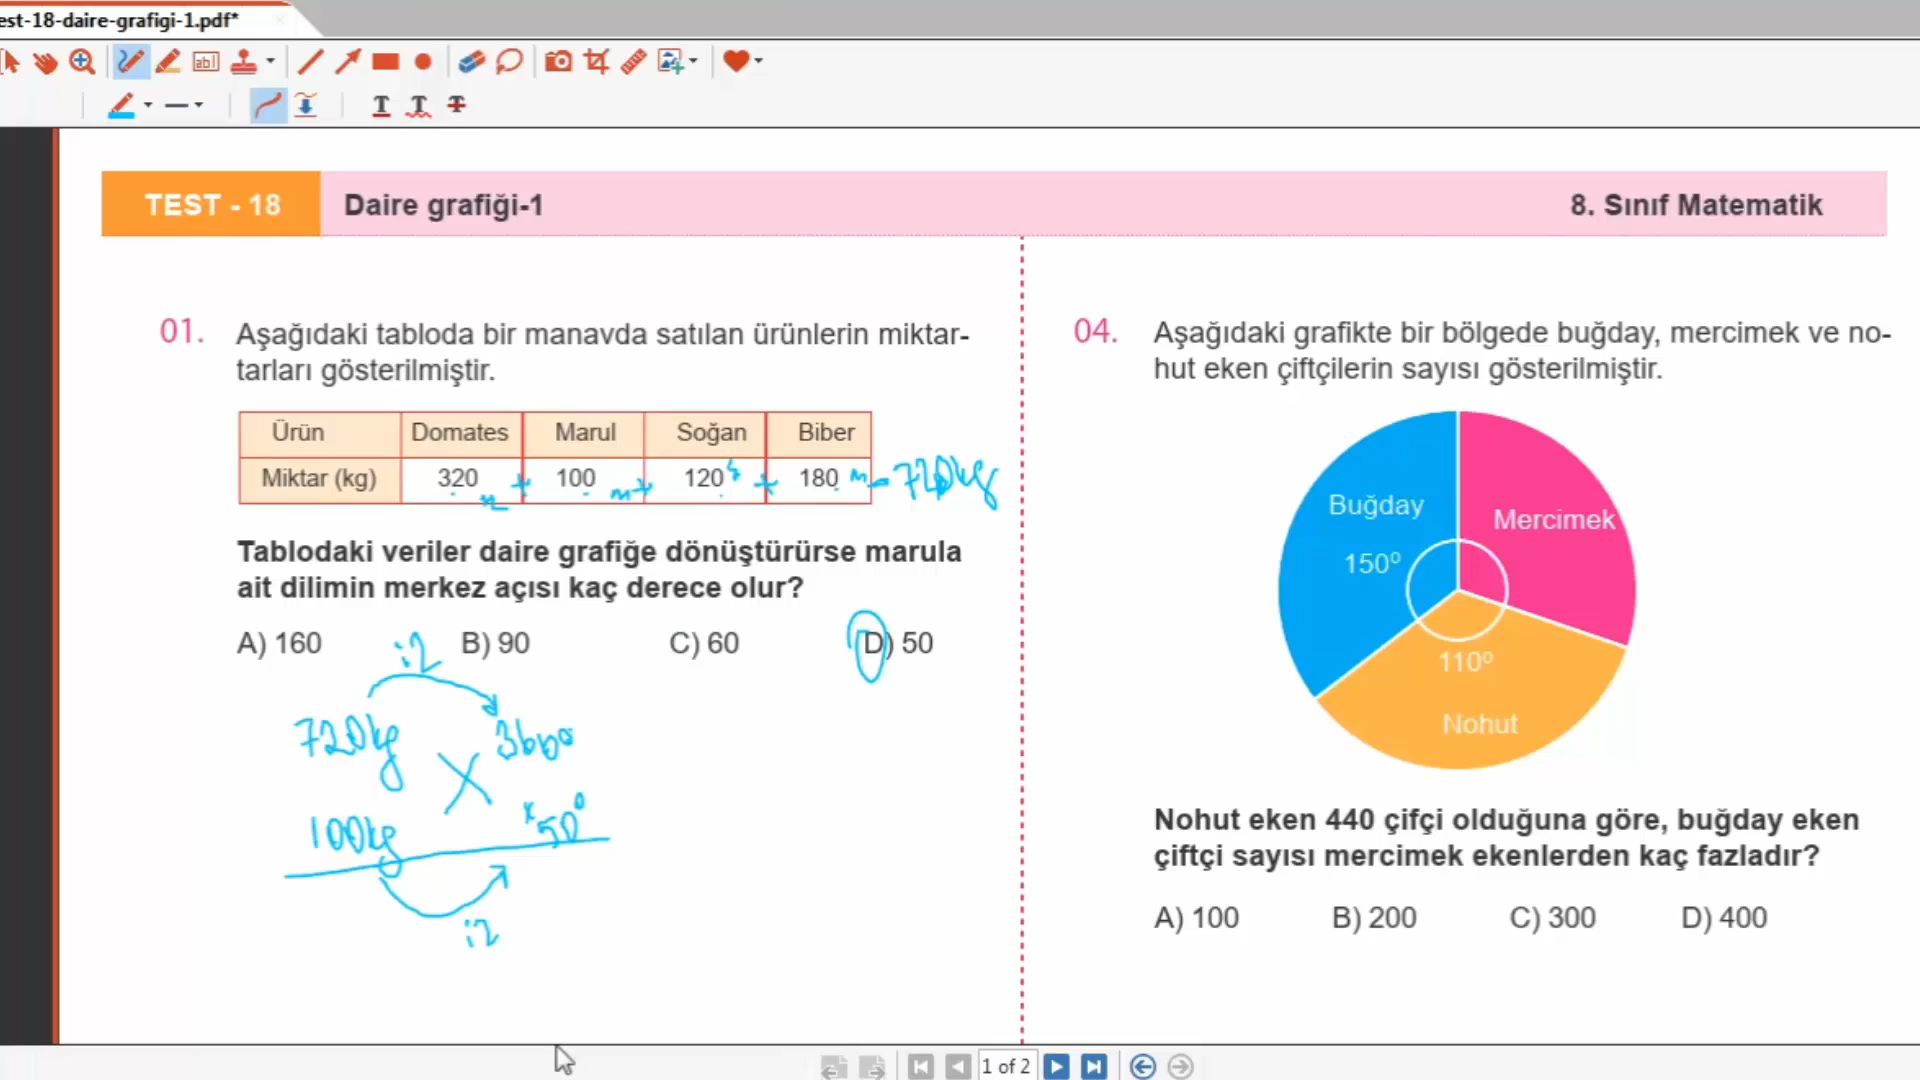 est-18-daire-grafigi-1.pdf*
TEST - 18
Daire grafiği-1
8. Sınıf Matematik
01. Aşağıdaki tabloda bir manavda satılan ürünlerin miktar-
tarları gösterilmiştir.
Ürün Domates Marul Soğan Biber
Miktar (kg) 320 + 100 + 120 + 180 = 720kg
Tablodaki veriler daire grafiğe dönüştürürse marula
ait dilimin merkez açısı kaç derece olur?
A) 160 B) 90 C) 60 D) 50
:2
720kg 360°
100kg x 50°
:2
04. Aşağıdaki grafikte bir bölgede buğday, mercimek ve no-
hut eken çiftçilerin sayısı gösterilmiştir.
Buğday
Mercimek
150º
110º
Nohut
Nohut eken 440 çifçi olduğuna göre, buğday eken
çiftçi sayısı mercimek ekenlerden kaç fazladır?
A) 100 B) 200 C) 300 D) 400
1 of 2